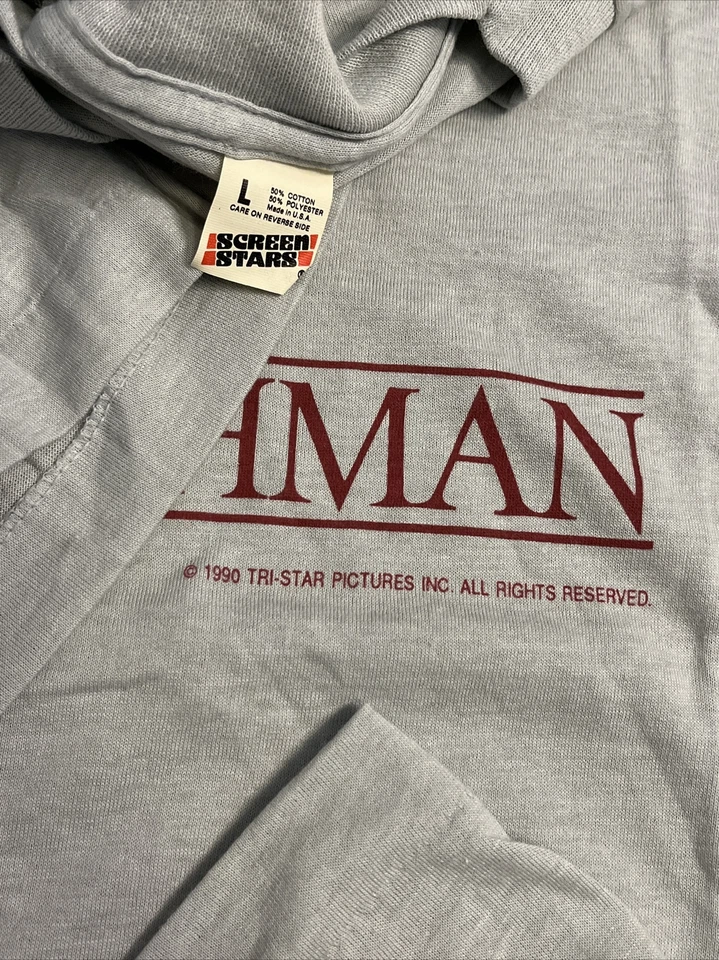 L
50% COTTON
50% POLYESTER
Made in U.S.A.
CARE ON REVERSE SIDE
SCREEN
STARS
HMAN
© 1990 TRI-STAR PICTURES INC. ALL RIGHTS RESERVED.